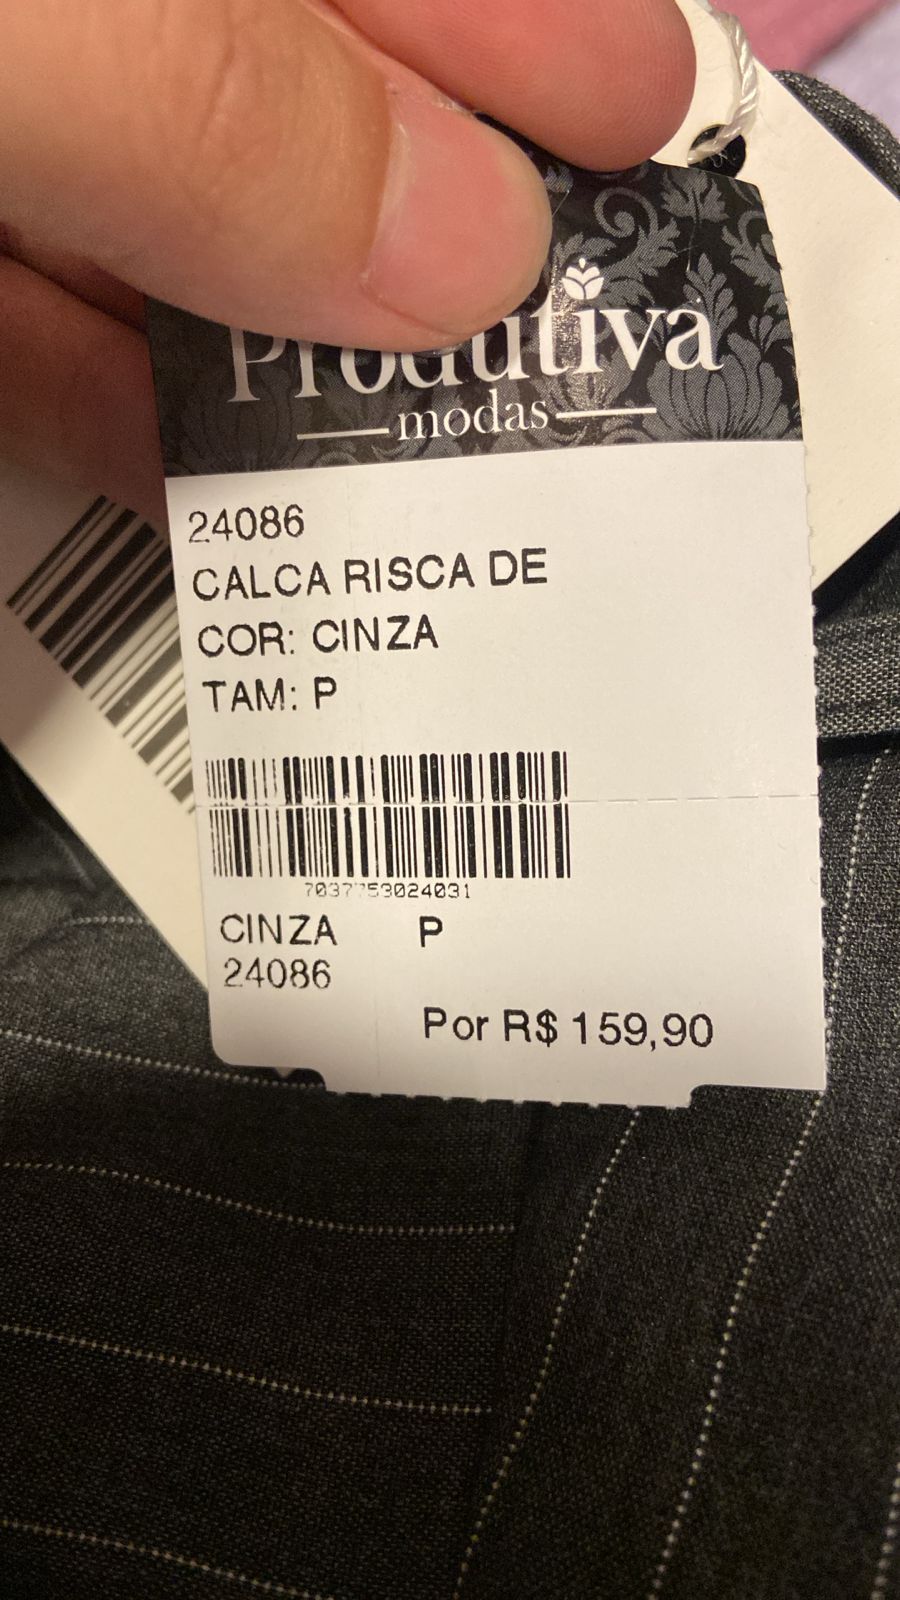 Produtiva
modas
24086
CALCA RISCA DE
COR: CINZA
TAM: P
7037753024031
CINZA P
24086
Por R$ 159,90